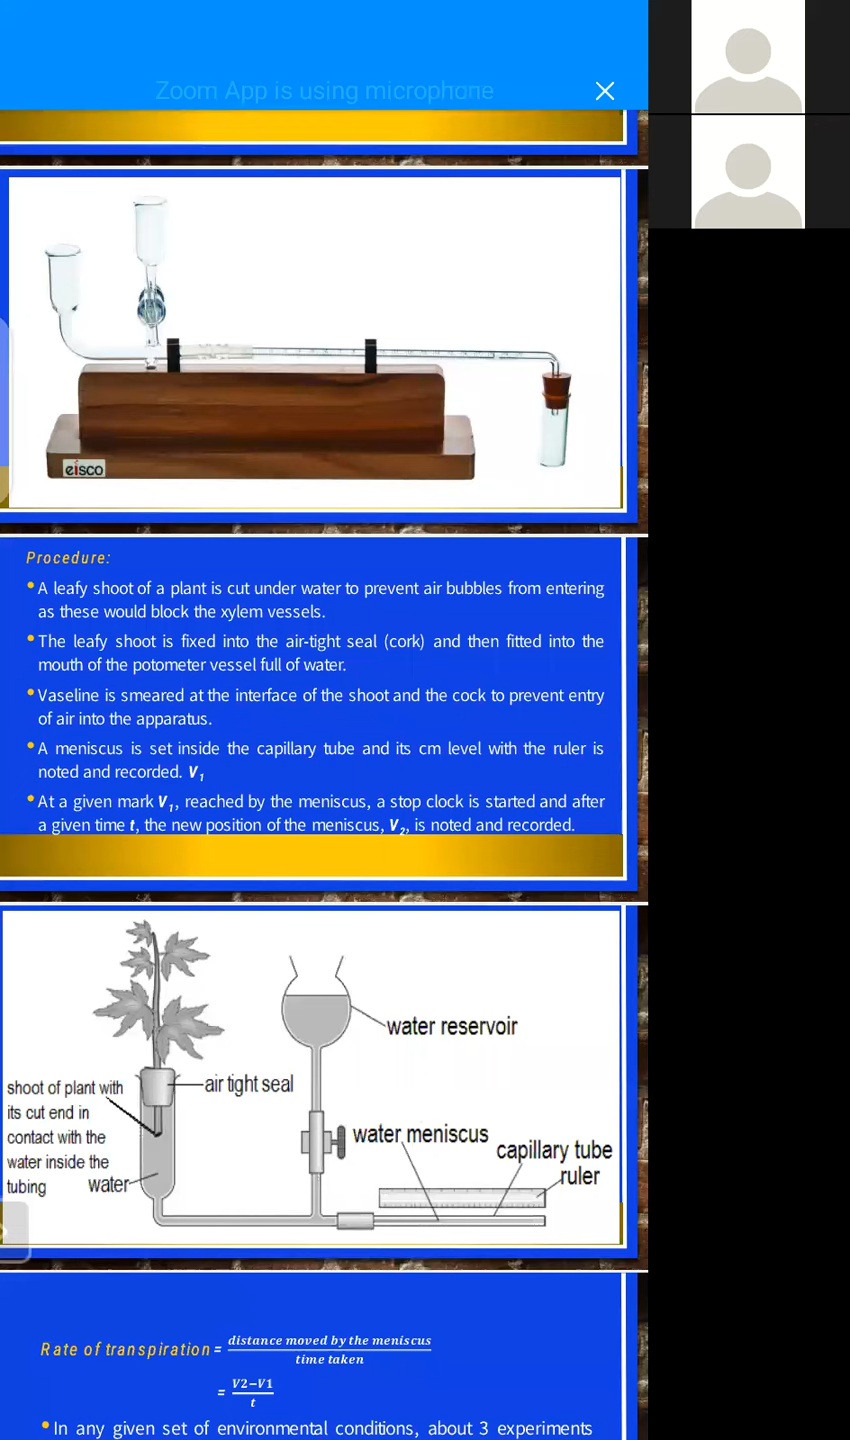 Zoom App is using microphone
eisco
Procedure:
•A leafy shoot of a plant is cut under water to prevent air bubbles from entering
as these would block the xylem vessels.
•The leafy shoot is fixed into the air-tight seal (cork) and then fitted into the
mouth of the potometer vessel full of water.
•Vaseline is smeared at the interface of the shoot and the cock to prevent entry
of air into the apparatus.
•A meniscus is set inside the capillary tube and its cm level with the ruler is
noted and recorded. V₁
•At a given mark V₁, reached by the meniscus, a stop clock is started and after
a given time t, the new position of the meniscus, V₂, is noted and recorded.
water reservoir
shoot of plant with
its cut end in
contact with the
water inside the
tubing
air tight seal
water
water meniscus
capillary tube
ruler
Rate of transpiration = distance moved by the meniscus / time taken
= V2−V1 / t
•In any given set of environmental conditions, about 3 experiments